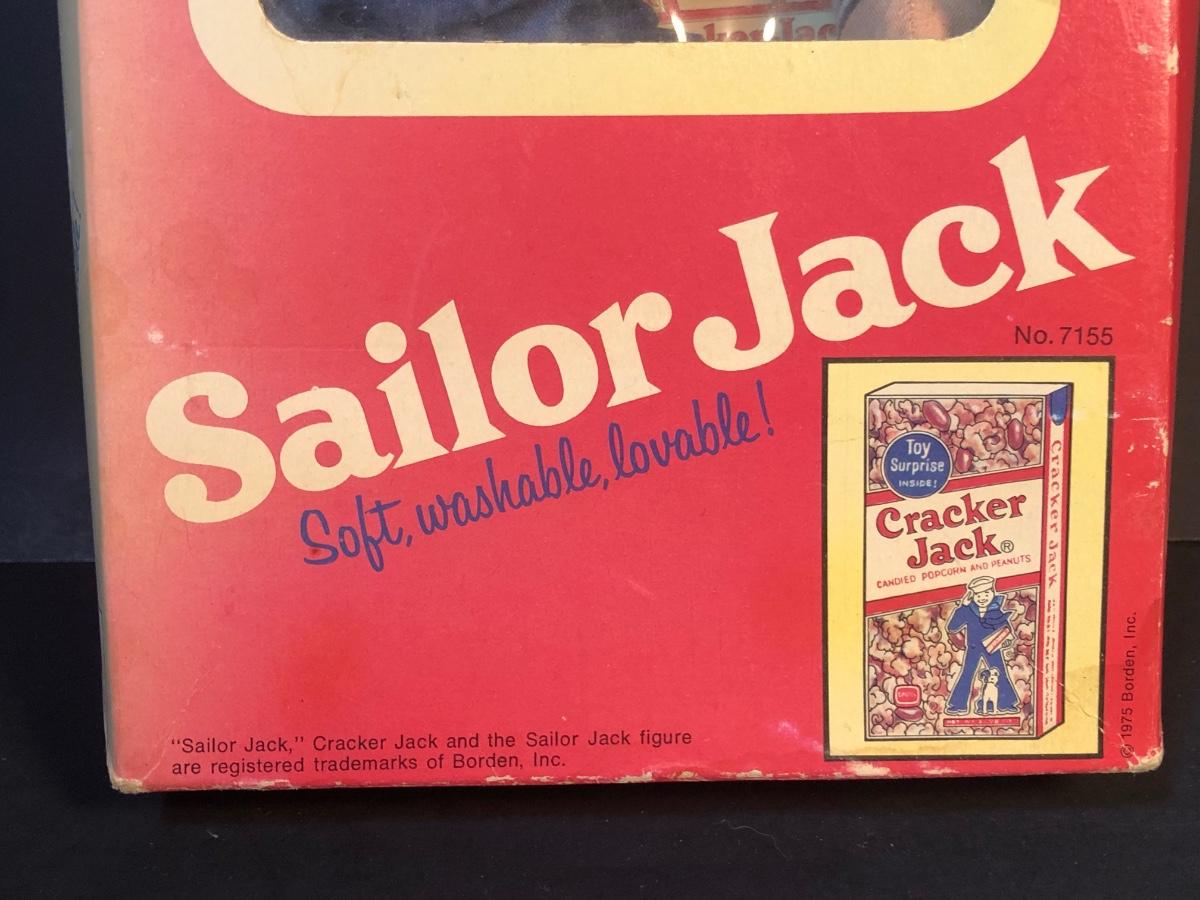 Sailor Jack
Soft, washable, lovable!
No. 7155
Toy
Surprise
INSIDE!
Cracker
Jack®
CANDIED POPCORN AND PEANUTS
CRACKER JACK
"Sailor Jack," Cracker Jack and the Sailor Jack figure
are registered trademarks of Borden, Inc.
© 1975 Borden, Inc.